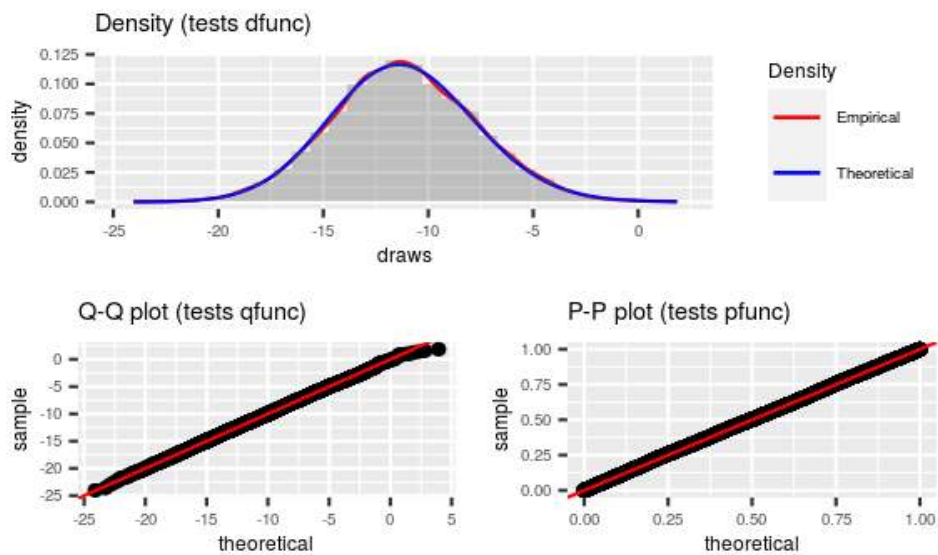 Density (tests dfunc)
0.125
0.100
0.075
0.050
0.025
0.000
density
-25 -20 -15 -10 -5 0
draws
Density
Empirical
Theoretical
Q-Q plot (tests qfunc)
0
-5
-10
-15
-20
-25
sample
-25 -20 -15 -10 -5 0 5
theoretical
P-P plot (tests pfunc)
1.00
0.75
0.50
0.25
0.00
sample
0.00 0.25 0.50 0.75 1.00
theoretical